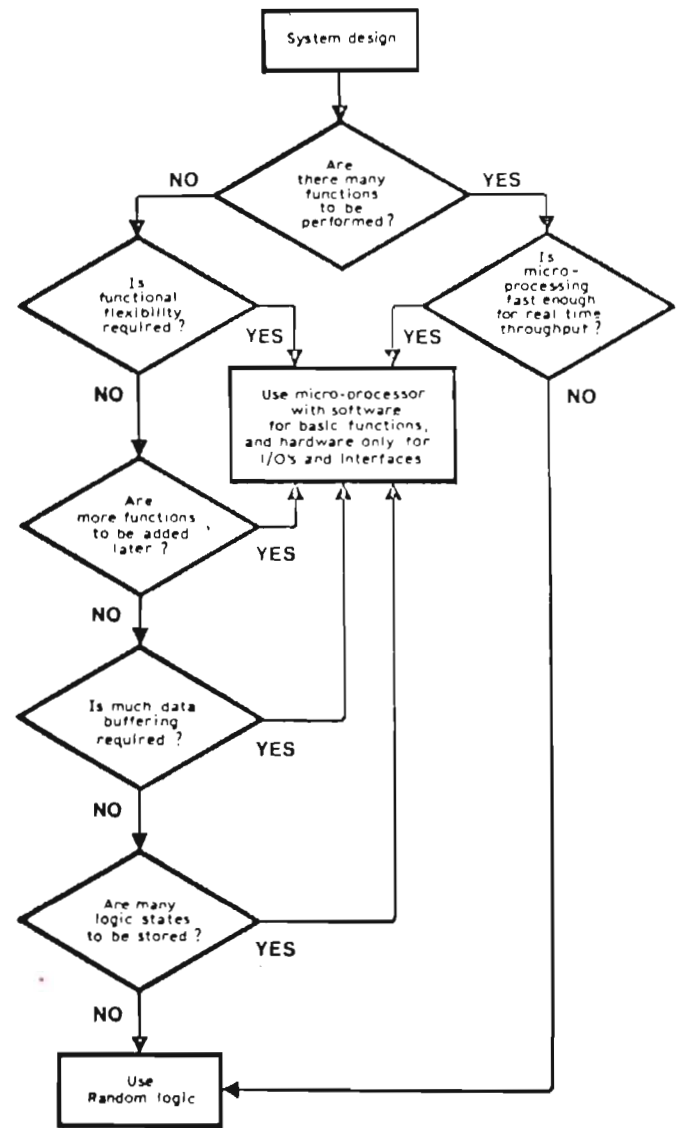 System design
Are
there many
functions
to be
performed?
NO
YES
Is
functional
flexibility
required ?
Is
micro-
processing
fast enough
for real time
throughput ?
YES
YES
NO
NO
Use micro-processor
with software
for basic functions,
and hardware only for
I/O's and Interfaces
Are
more functions
to be added
later ?
YES
NO
Is much data
buffering
required ?
YES
NO
Are many
logic states
to be stored ?
YES
NO
Use
Random logic